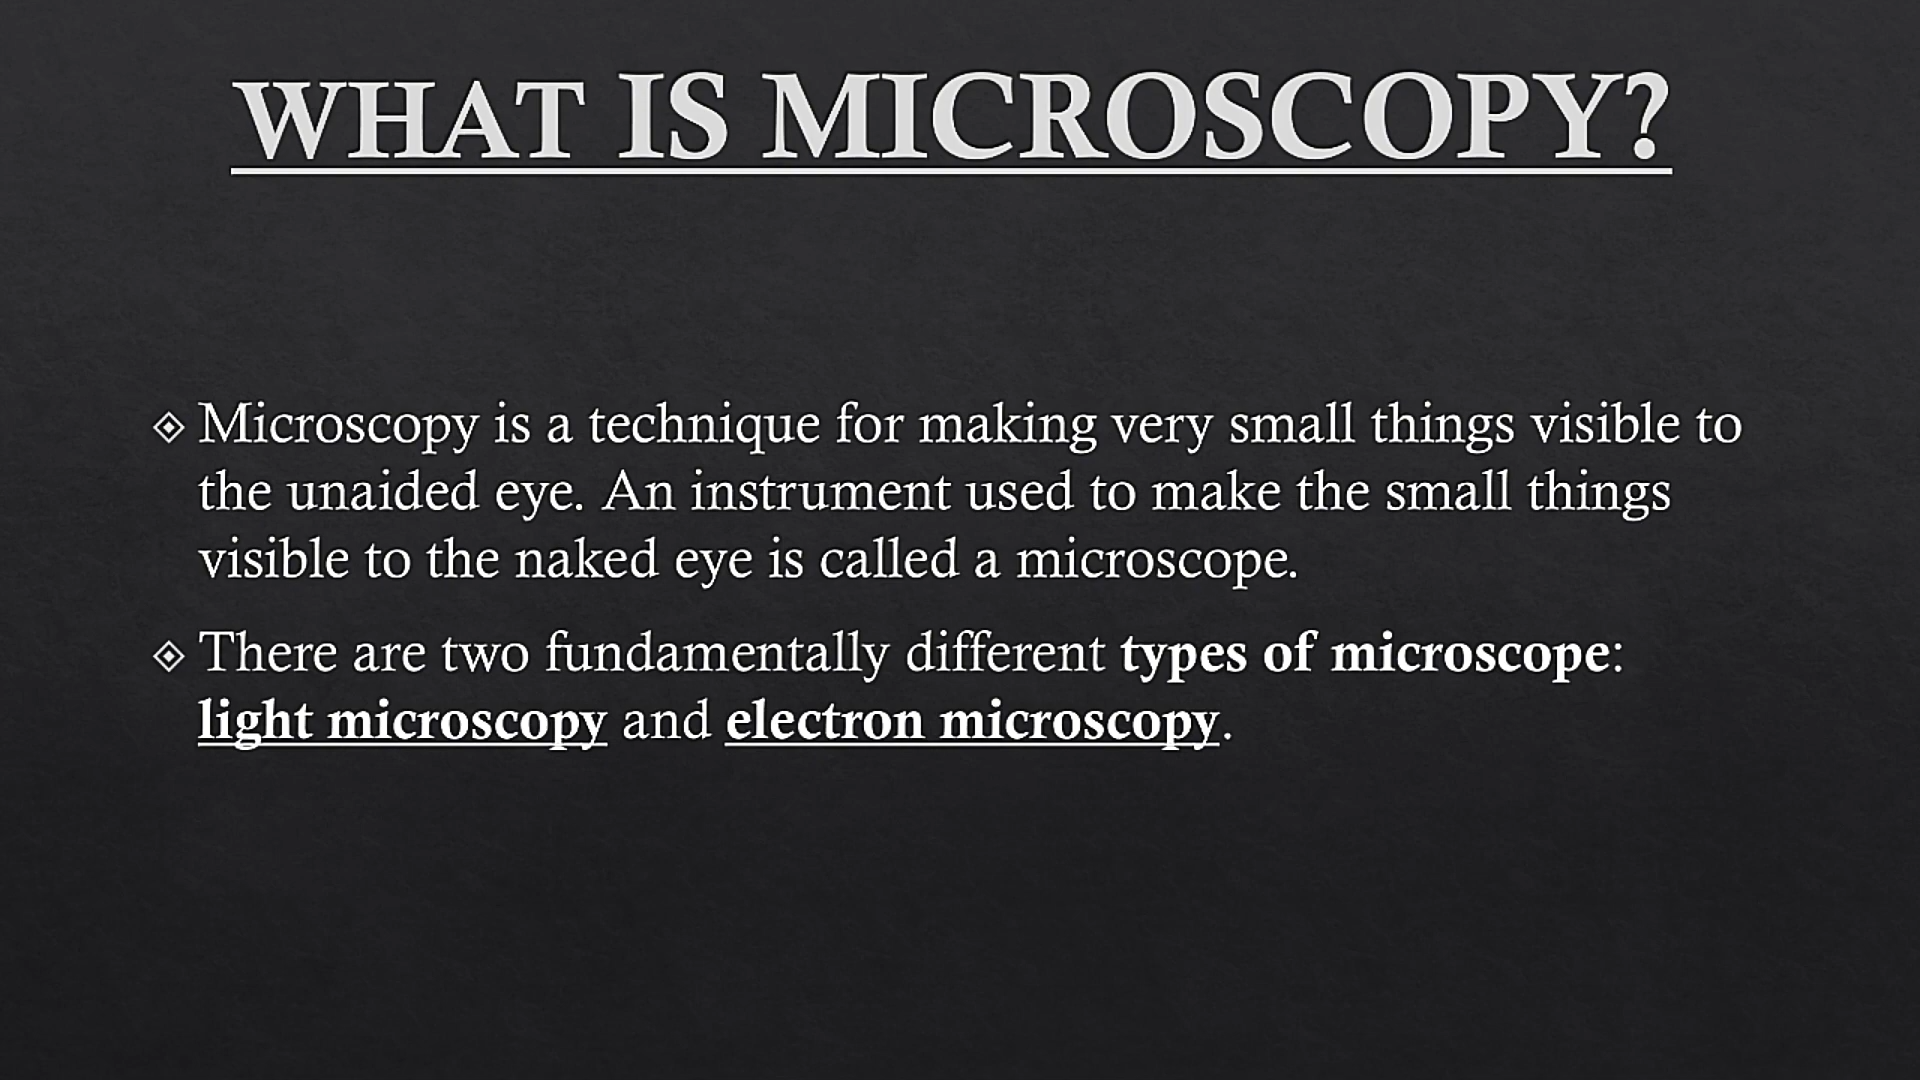 WHAT IS MICROSCOPY?
Microscopy is a technique for making very small things visible to
the unaided eye. An instrument used to make the small things
visible to the naked eye is called a microscope.
There are two fundamentally different types of microscope:
light microscopy and electron microscopy.